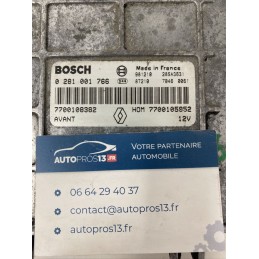 BOSCH
Made in France
0 281 001 766
7700106362
HOM 7700105852
AVANT
12V
AUTOPROS13.FR
VOTRE PARTENAIRE
AUTOMOBILE
06 64 29 40 37
contact@autopros13.fr
autopros13.fr